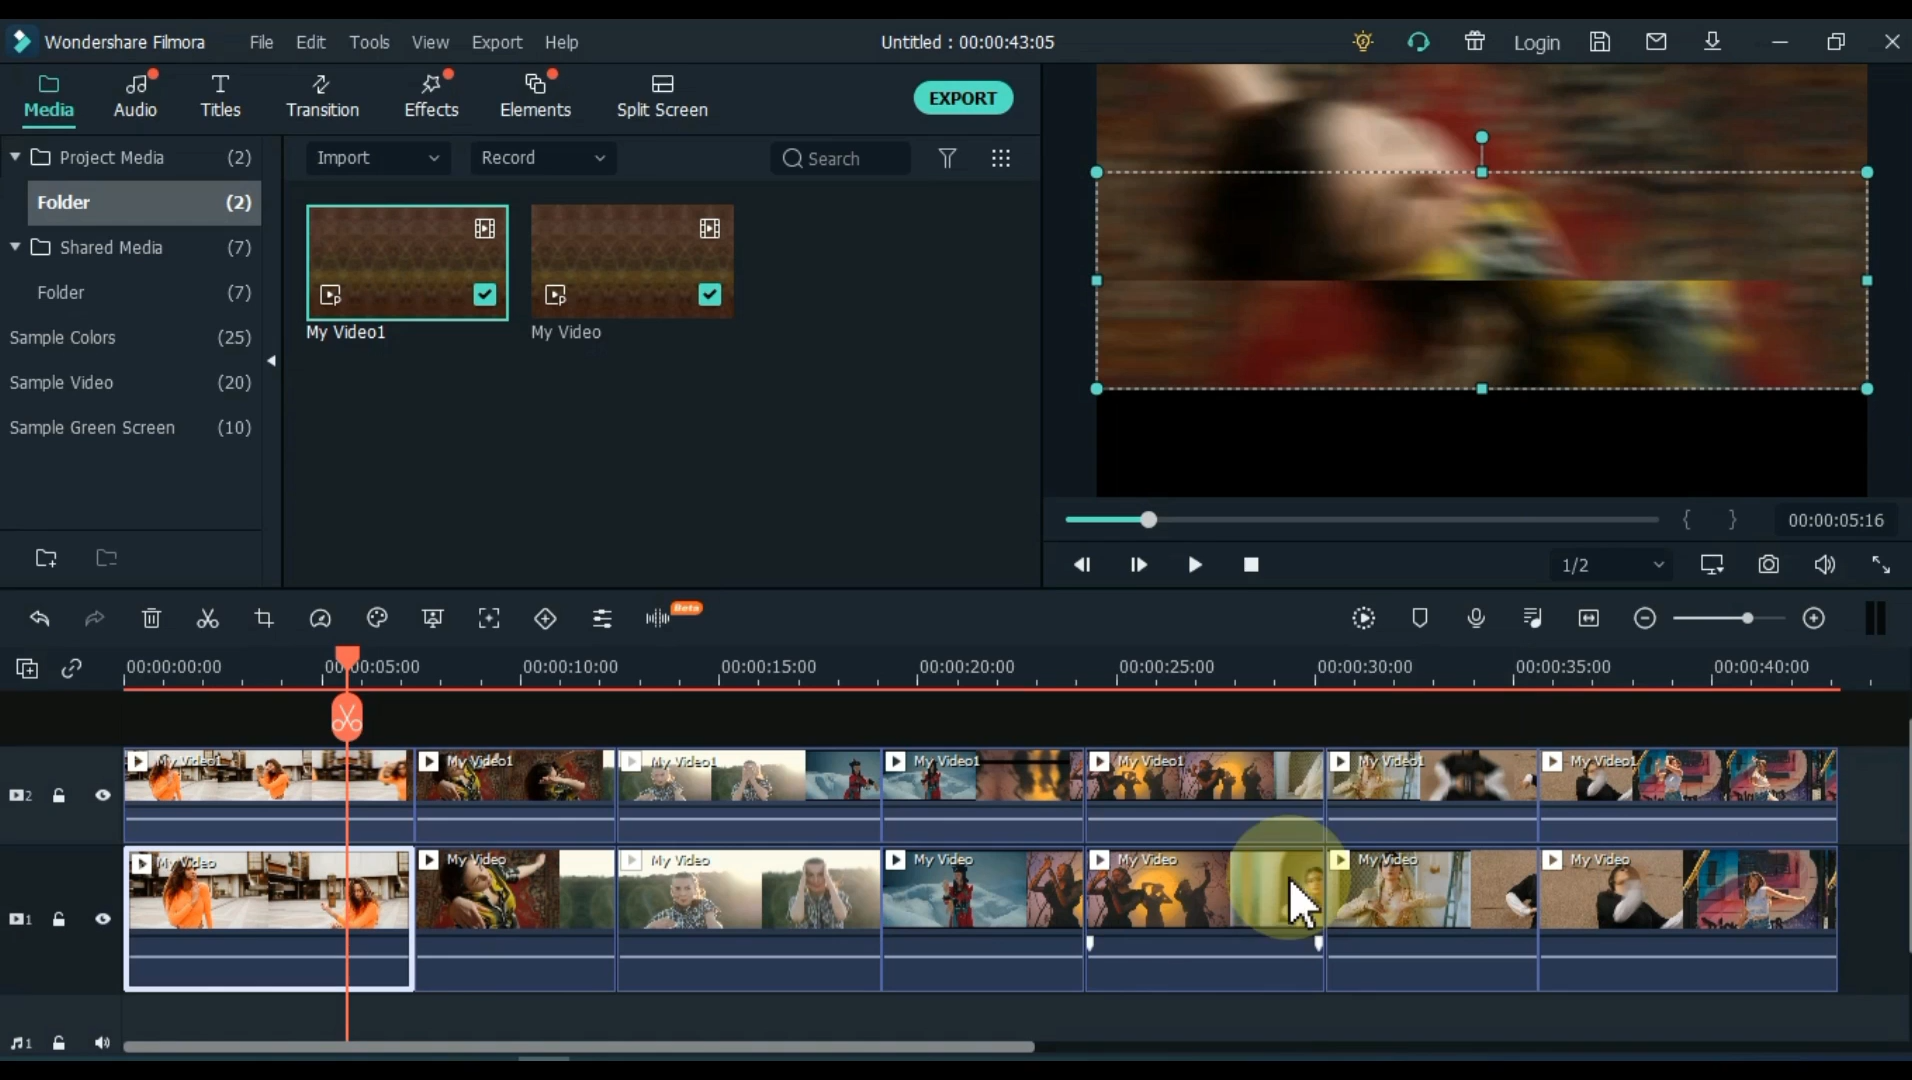 Wondershare Filmora File Edit Tools View Export Help Untitled : 00:00:43:05 Login
Media Audio Titles Transition Effects Elements Split Screen EXPORT
Project Media (2)
Folder (2)
Shared Media (7)
Folder (7)
Sample Colors (25)
Sample Video (20)
Sample Green Screen (10)
Import Record Search
My Video1 My Video
00:00:05:16
1/2
Beta
00:00:00:00 00:00:05:00 00:00:10:00 00:00:15:00 00:00:20:00 00:00:25:00 00:00:30:00 00:00:35:00 00:00:40:00
My Video1 My Video1 My Video1 My Video1 My Video1 My Video1 My Video1
2
My Video My Video My Video My Video My Video My Video My Video
1
1